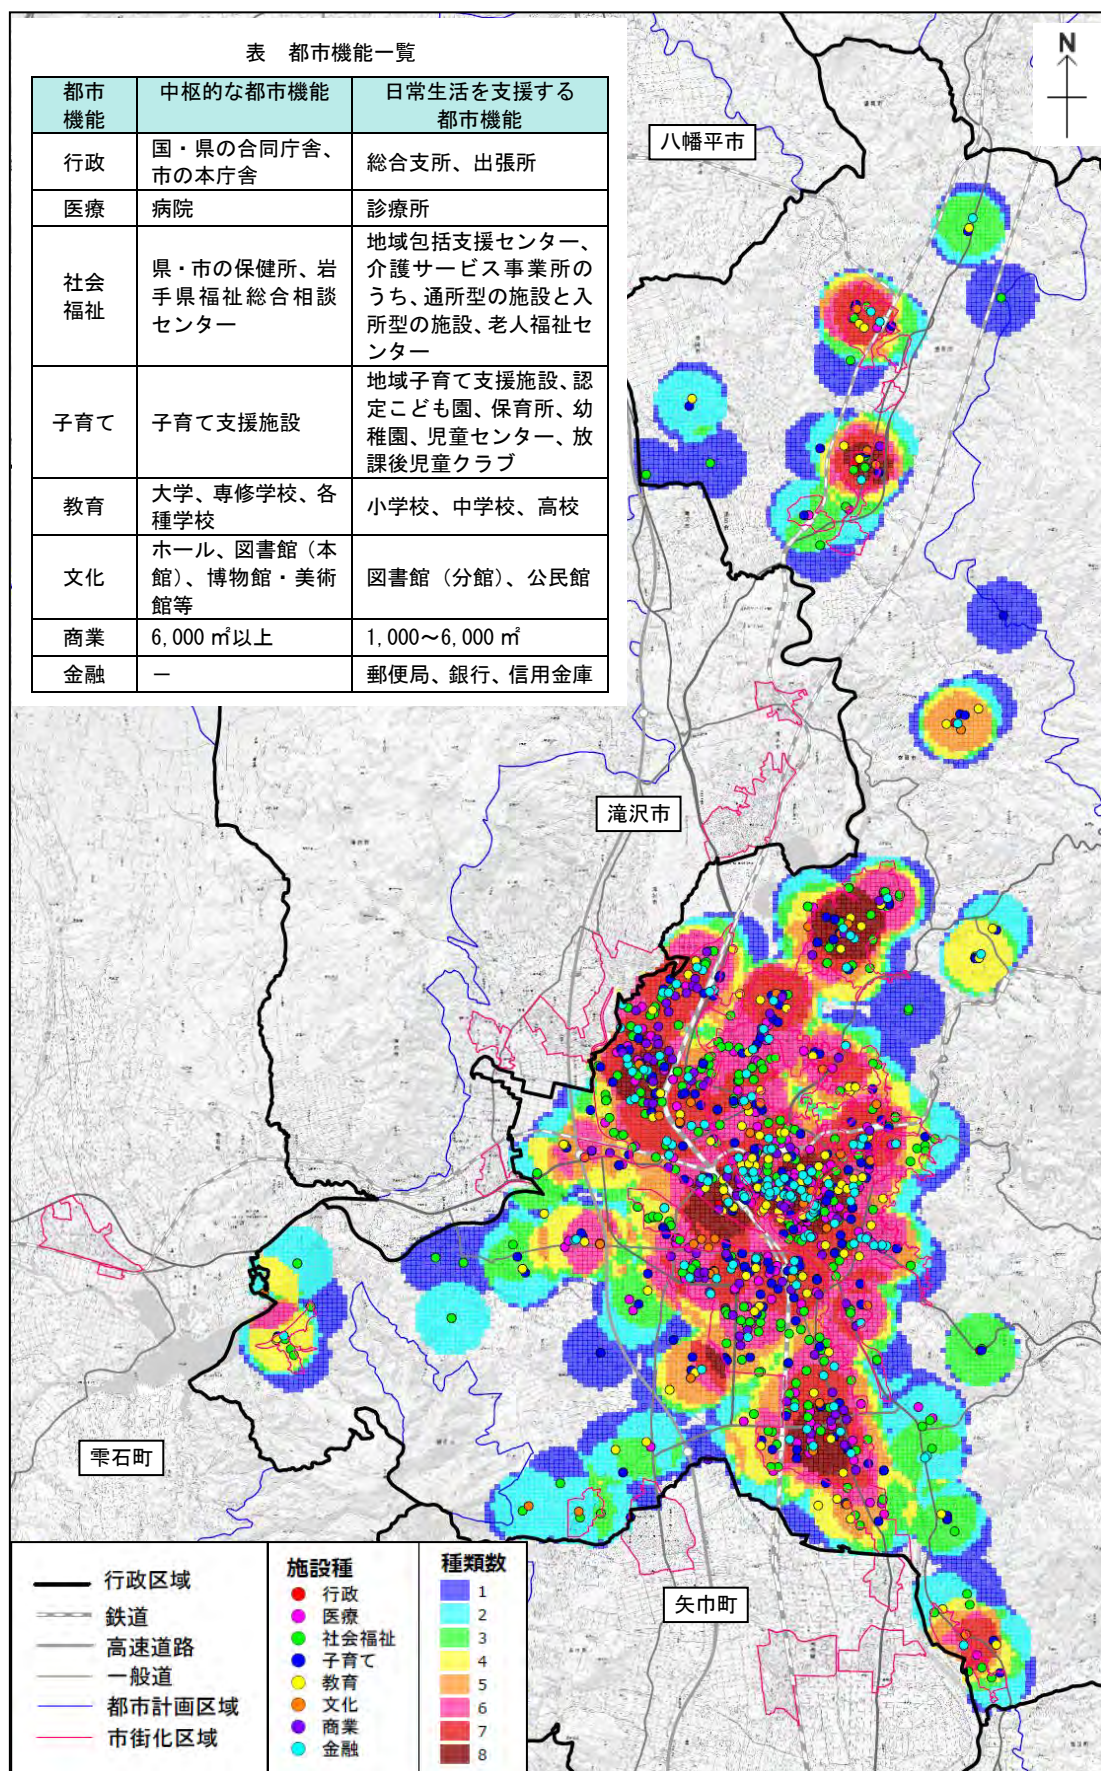 表　都市機能一覧
都市
機能
中枢的な都市機能
日常生活を支援する
都市機能
行政
国・県の合同庁舎、
市の本庁舎
総合支所、出張所
医療
病院
診療所
社会
福祉
県・市の保健所、岩
手県福祉総合相談
センター
地域包括支援センター、
介護サービス事業所の
うち、通所型の施設と入
所型の施設、老人福祉セ
ンター
子育て
子育て支援施設
地域子育て支援施設、認
定こども園、保育所、幼
稚園、児童センター、放
課後児童クラブ
教育
大学、専修学校、各
種学校
小学校、中学校、高校
文化
ホール、図書館（本
館）、博物館・美術
館等
図書館（分館）、公民館
商業
6,000 ㎡以上
1,000～6,000 ㎡
金融
－
郵便局、銀行、信用金庫
N
八幡平市
滝沢市
雫石町
矢巾町
行政区域
鉄道
高速道路
一般道
都市計画区域
市街化区域
施設種
行政
医療
社会福祉
子育て
教育
文化
商業
金融
種類数
1
2
3
4
5
6
7
8